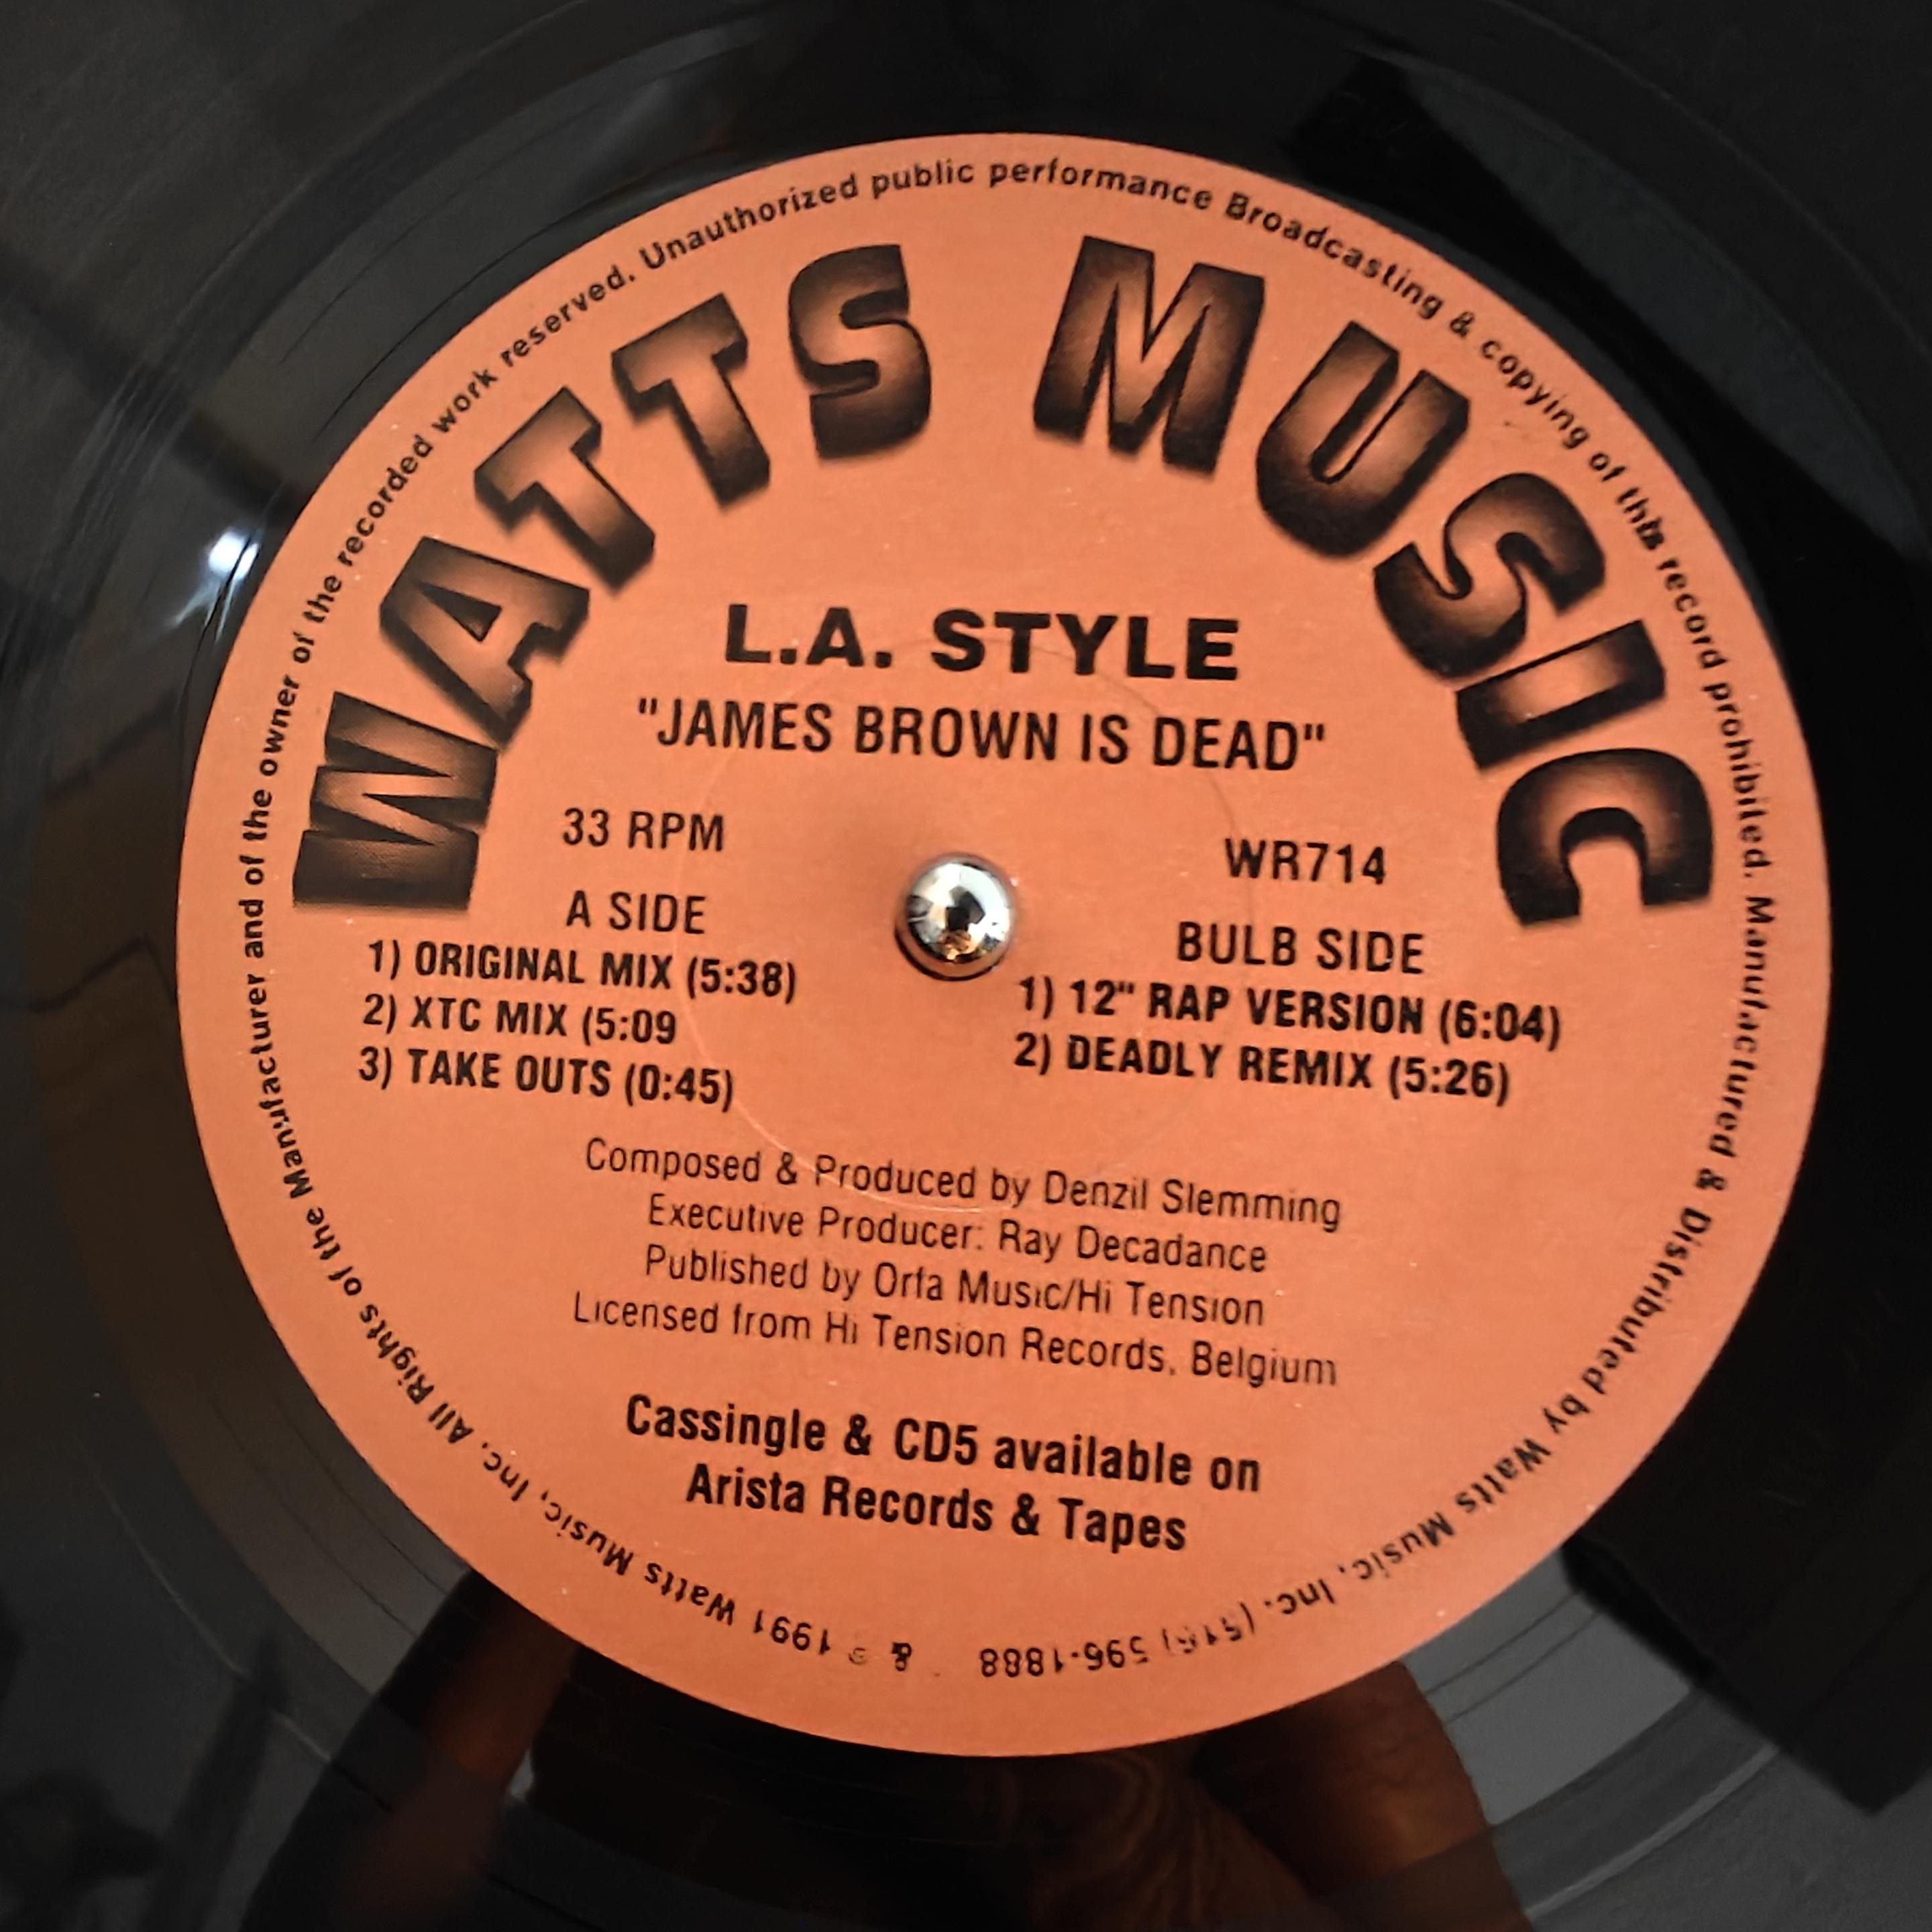 WATTS MUSIC
L.A. STYLE
"JAMES BROWN IS DEAD"
33 RPM
WR714
A SIDE
1) ORIGINAL MIX (5:38)
2) XTC MIX (5:09
3) TAKE OUTS (0:45)
BULB SIDE
1) 12" RAP VERSION (6:04)
2) DEADLY REMIX (5:26)
Composed & Produced by Denzil Slemming
Executive Producer: Ray Decadance
Published by Orfa Music/Hi Tension
Licensed from Hi Tension Records, Belgium
Cassingle & CD5 available on
Arista Records & Tapes
& ℗ 1991 Watts Music, Inc. All Rights of the Manufacturer and of the owner of the recorded work reserved. Unauthorized public performance Broadcasting & copying of this record prohibited. Manufactured & Distributed by Watts Music, Inc. (516) 596-1888